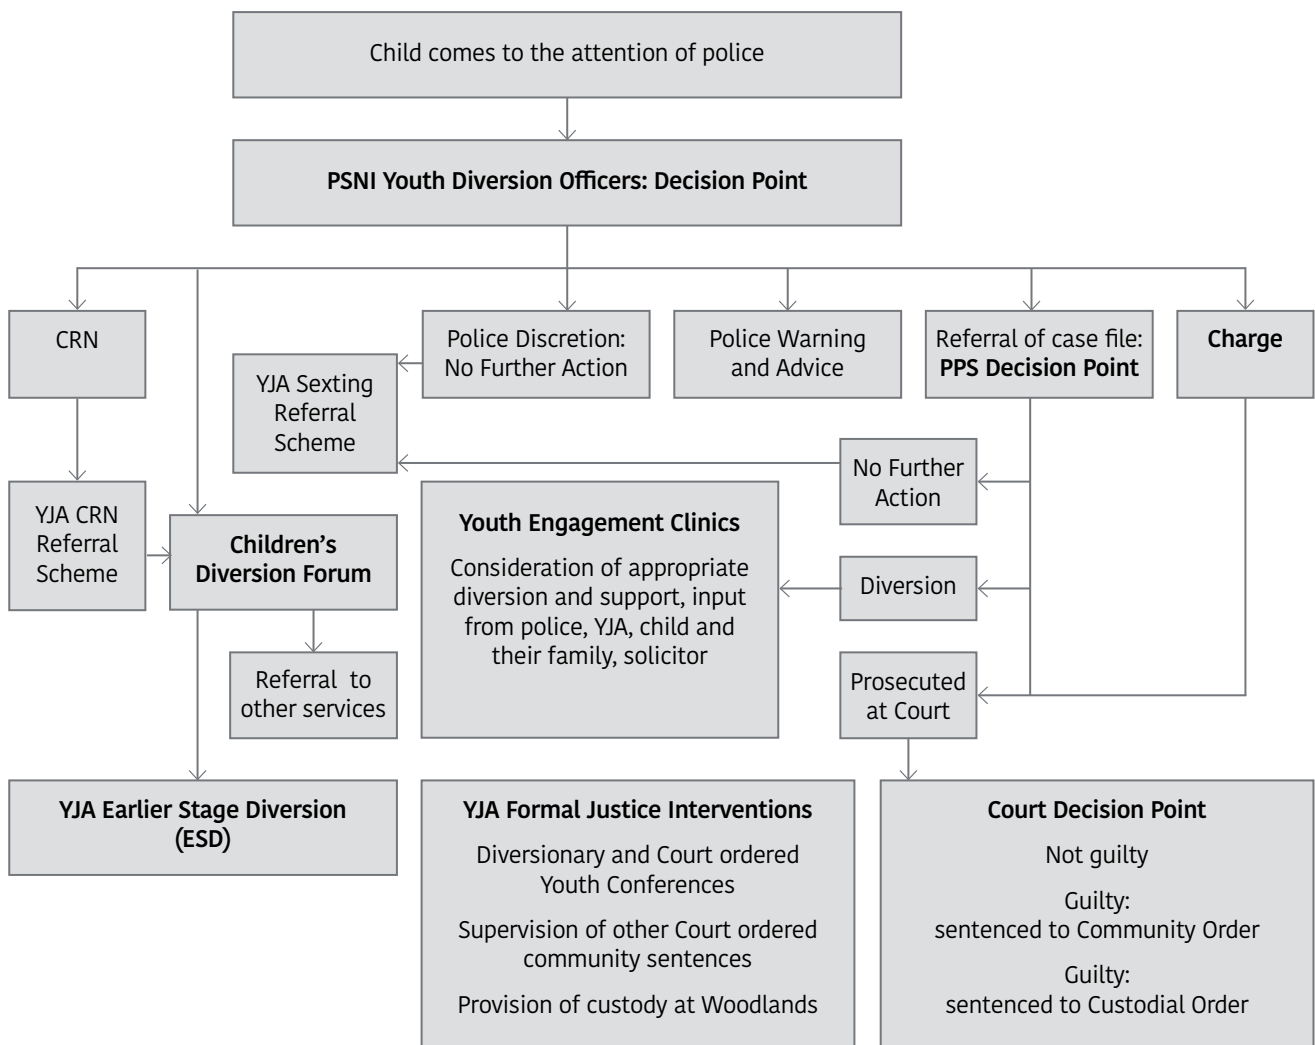 Child comes to the attention of police
PSNI Youth Diversion Officers: Decision Point
CRN
Police Discretion:
No Further Action
Police Warning
and Advice
Referral of case file:
PPS Decision Point
Charge
YJA Sexting
Referral
Scheme
No Further
Action
YJA CRN
Referral
Scheme
Children’s
Diversion Forum
Youth Engagement Clinics
Consideration of appropriate
diversion and support, input
from police, YJA, child and
their family, solicitor
Diversion
Referral to
other services
Prosecuted
at Court
YJA Earlier Stage Diversion
(ESD)
YJA Formal Justice Interventions
Diversionary and Court ordered
Youth Conferences
Supervision of other Court ordered
community sentences
Provision of custody at Woodlands
Court Decision Point
Not guilty
Guilty:
sentenced to Community Order
Guilty:
sentenced to Custodial Order